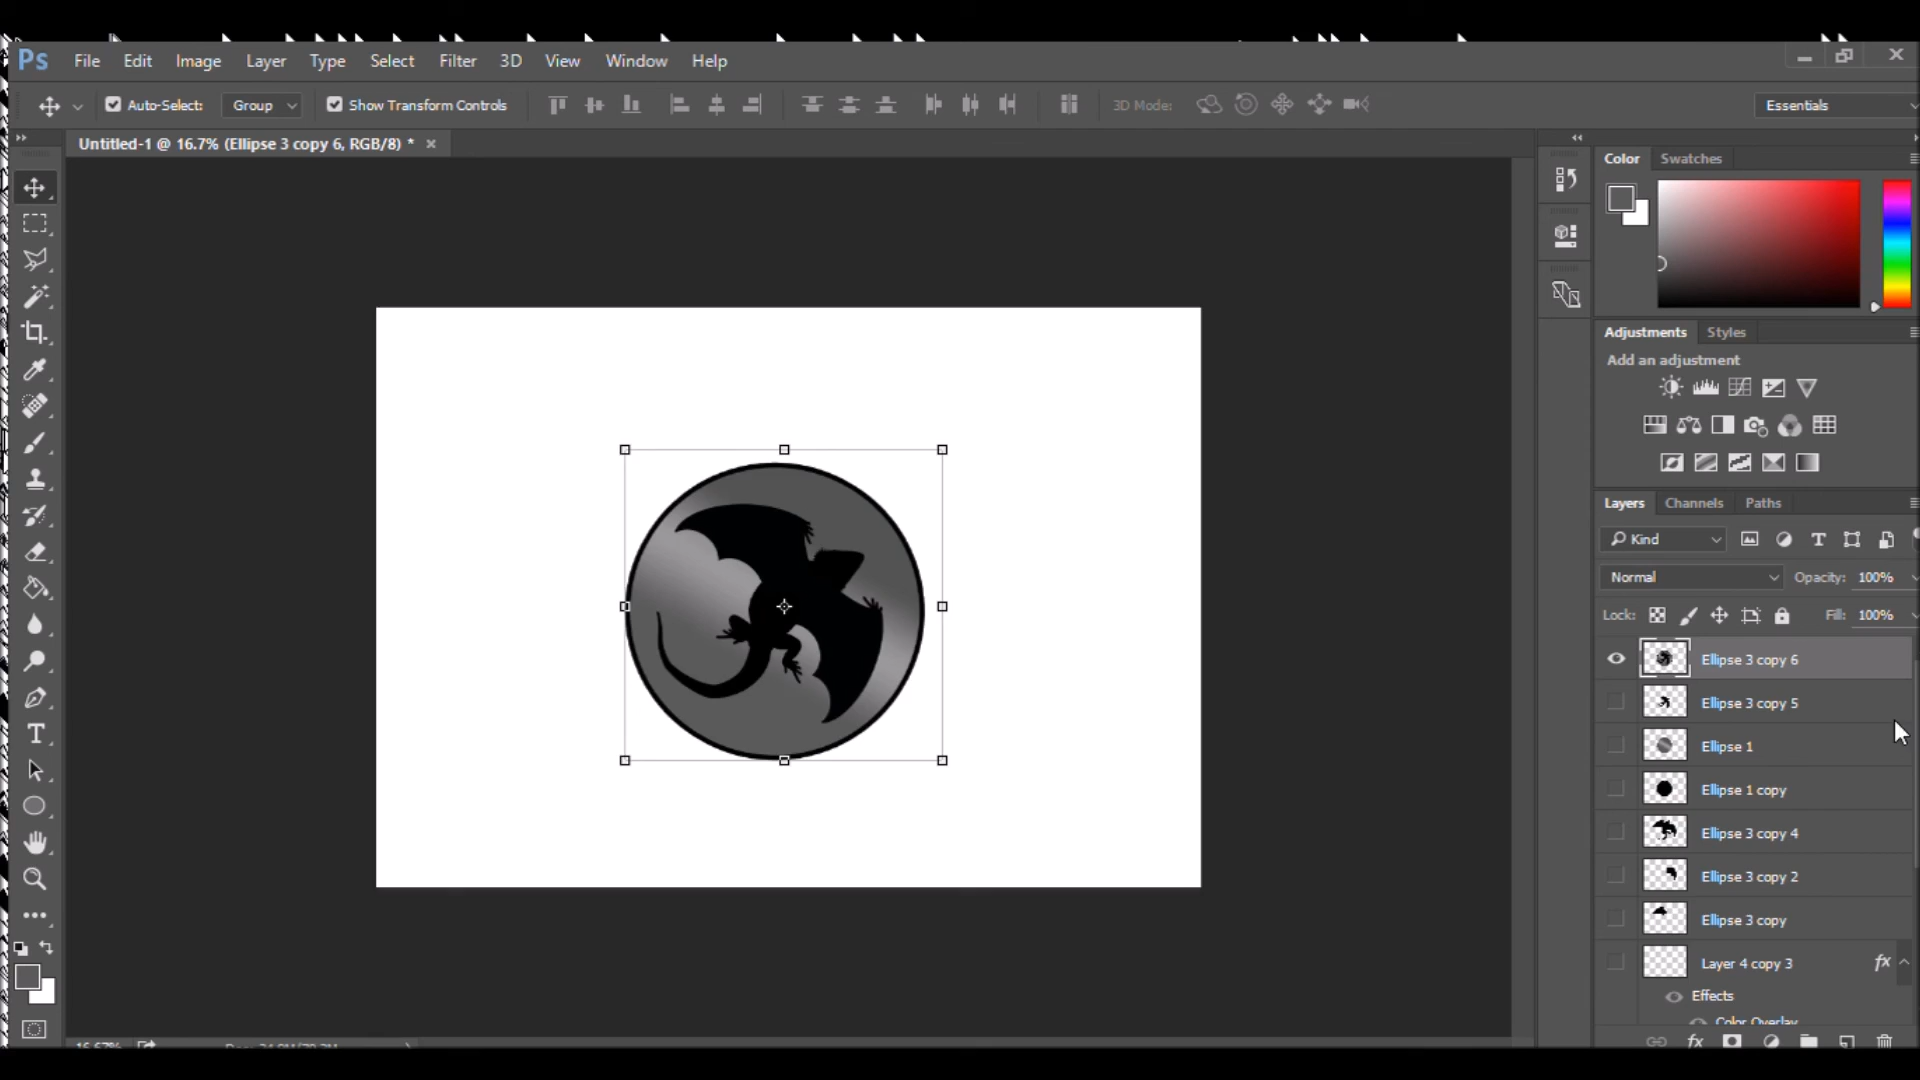 Ps File Edit Image Layer Type Select Filter 3D View Window Help
Auto-Select: Group Show Transform Controls 3D Mode: Essentials
Untitled-1 @ 16.7% (Ellipse 3 copy 6, RGB/8) *
Color Swatches
Adjustments Styles
Add an adjustment
Layers Channels Paths
Kind
Normal Opacity: 100%
Lock: Fill: 100%
Ellipse 3 copy 6
Ellipse 3 copy 5
Ellipse 1
Ellipse 1 copy
Ellipse 3 copy 4
Ellipse 3 copy 2
Ellipse 3 copy
Layer 4 copy 3 fx
Effects
Color Overlay
16.67%